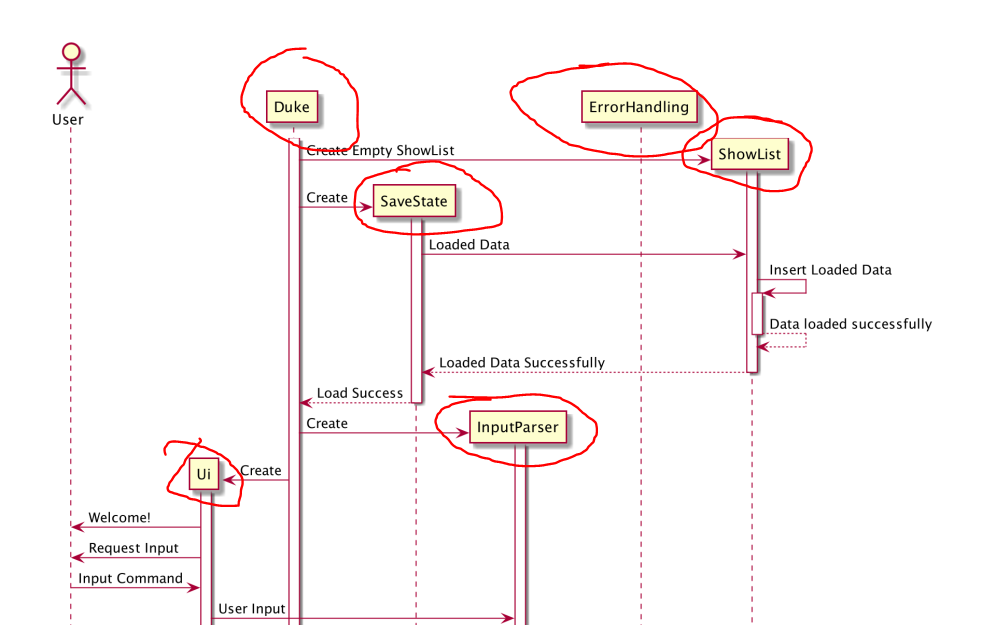 Duke
ErrorHandling
User
Create Empty ShowList
ShowList
Create
SaveState
Loaded Data
Insert Loaded Data
Data loaded successfully
Loaded Data Successfully
Load Success
Create
InputParser
Ui
Create
Welcome!
Request Input
Input Command
User Input